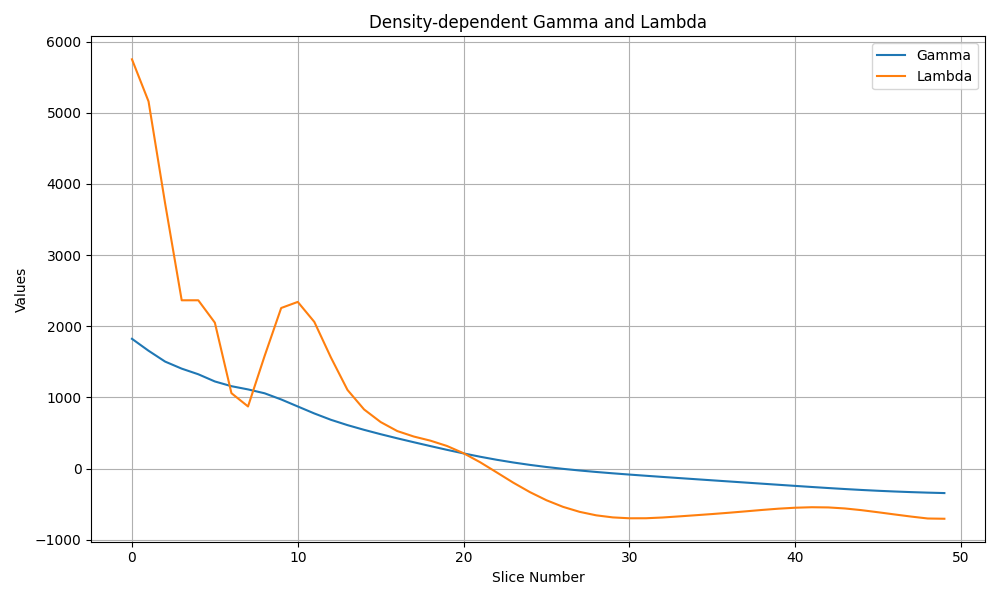 Density-dependent Gamma and Lambda
Gamma
Lambda
6000
5000
4000
3000
2000
1000
0
−1000
Values
0
10
20
30
40
50
Slice Number